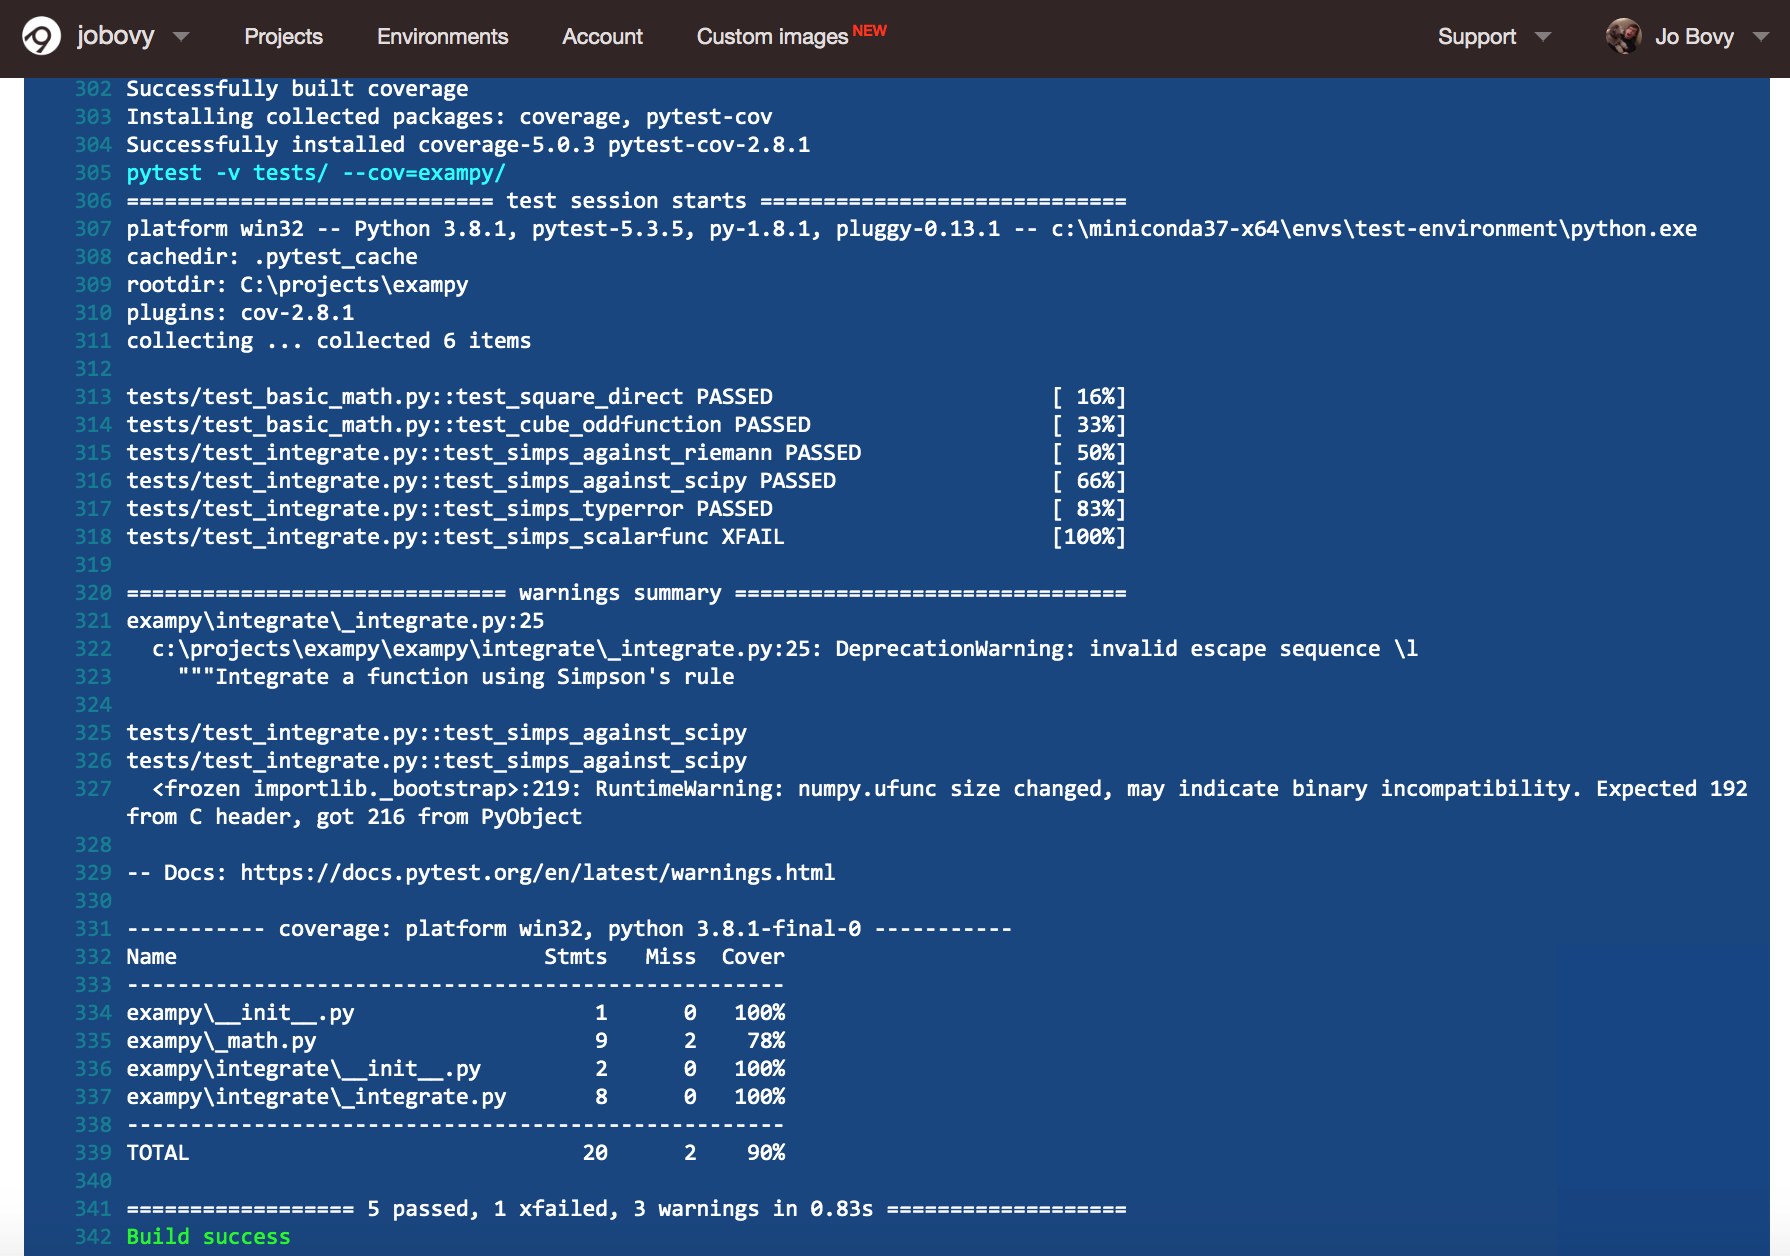 jobovy Projects Environments Account Custom images NEW Support Jo Bovy
302 Successfully built coverage
303 Installing collected packages: coverage, pytest-cov
304 Successfully installed coverage-5.0.3 pytest-cov-2.8.1
305 pytest -v tests/ --cov=exampy/
306 ============================= test session starts =============================
307 platform win32 -- Python 3.8.1, pytest-5.3.5, py-1.8.1, pluggy-0.13.1 -- c:\miniconda37-x64\envs\test-environment\python.exe
308 cachedir: .pytest_cache
309 rootdir: C:\projects\exampy
310 plugins: cov-2.8.1
311 collecting ... collected 6 items
312
313 tests/test_basic_math.py::test_square_direct PASSED                      [ 16%]
314 tests/test_basic_math.py::test_cube_oddfunction PASSED                   [ 33%]
315 tests/test_integrate.py::test_simps_against_riemann PASSED               [ 50%]
316 tests/test_integrate.py::test_simps_against_scipy PASSED                 [ 66%]
317 tests/test_integrate.py::test_simps_typerror PASSED                      [ 83%]
318 tests/test_integrate.py::test_simps_scalarfunc XFAIL                     [100%]
319
320 ============================== warnings summary ===============================
321 exampy\integrate\_integrate.py:25
322   c:\projects\exampy\exampy\integrate\_integrate.py:25: DeprecationWarning: invalid escape sequence \l
323     """Integrate a function using Simpson's rule
324
325 tests/test_integrate.py::test_simps_against_scipy
326 tests/test_integrate.py::test_simps_against_scipy
327   <frozen importlib._bootstrap>:219: RuntimeWarning: numpy.ufunc size changed, may indicate binary incompatibility. Expected 192
from C header, got 216 from PyObject
328
329 -- Docs: https://docs.pytest.org/en/latest/warnings.html
330
331 ----------- coverage: platform win32, python 3.8.1-final-0 -----------
332 Name                             Stmts   Miss  Cover
333 ----------------------------------------------------
334 exampy\__init__.py                   1      0   100%
335 exampy\_math.py                      9      2    78%
336 exampy\integrate\__init__.py         2      0   100%
337 exampy\integrate\_integrate.py       8      0   100%
338 ----------------------------------------------------
339 TOTAL                               20      2    90%
340
341 ================== 5 passed, 1 xfailed, 3 warnings in 0.83s ===================
342 Build success